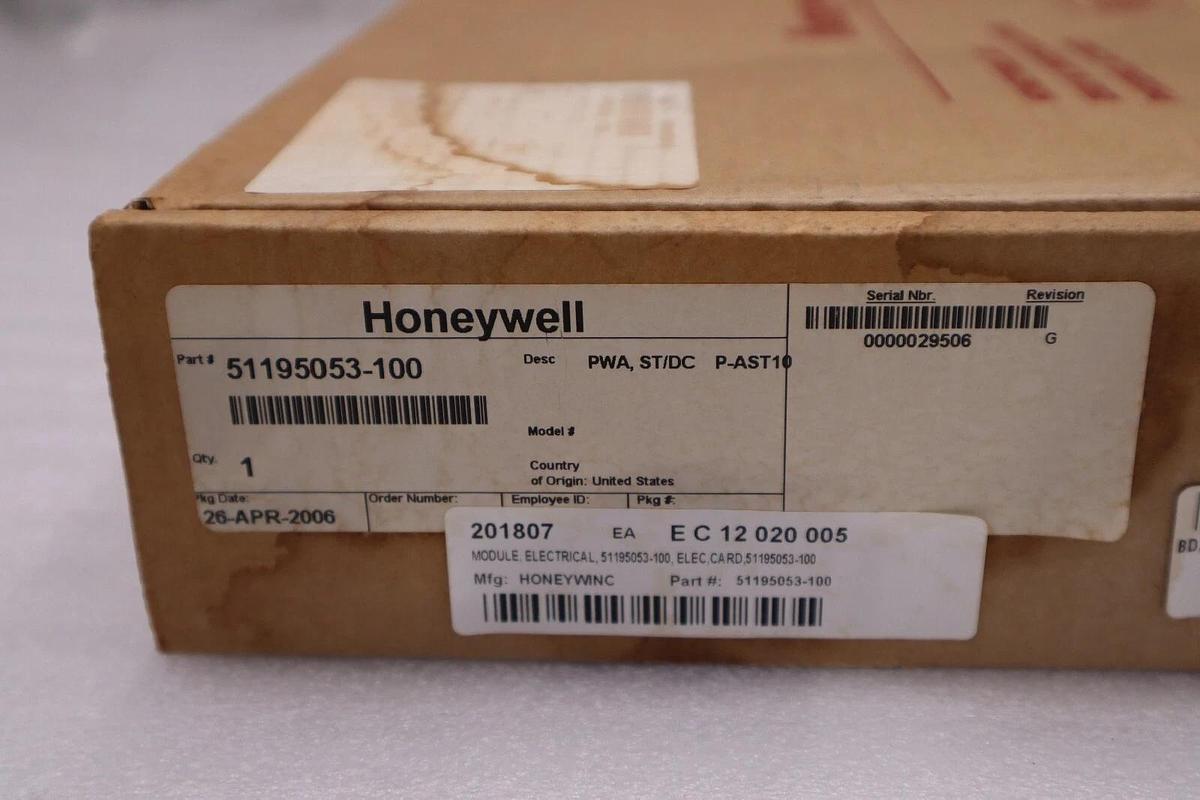 Honeywell
Serial Nbr. Revision
0000029506 G
Part # 51195053-100
Desc PWA, ST/DC P-AST10
Model #
Qty. 1
Country
of Origin: United States
Pkg Date: Order Number: Employee ID: Pkg #:
26-APR-2006
201807 EA E C 12 020 005
MODULE, ELECTRICAL, 51195053-100, ELEC,CARD,51195053-100
Mfg: HONEYWINC Part #: 51195053-100
BD